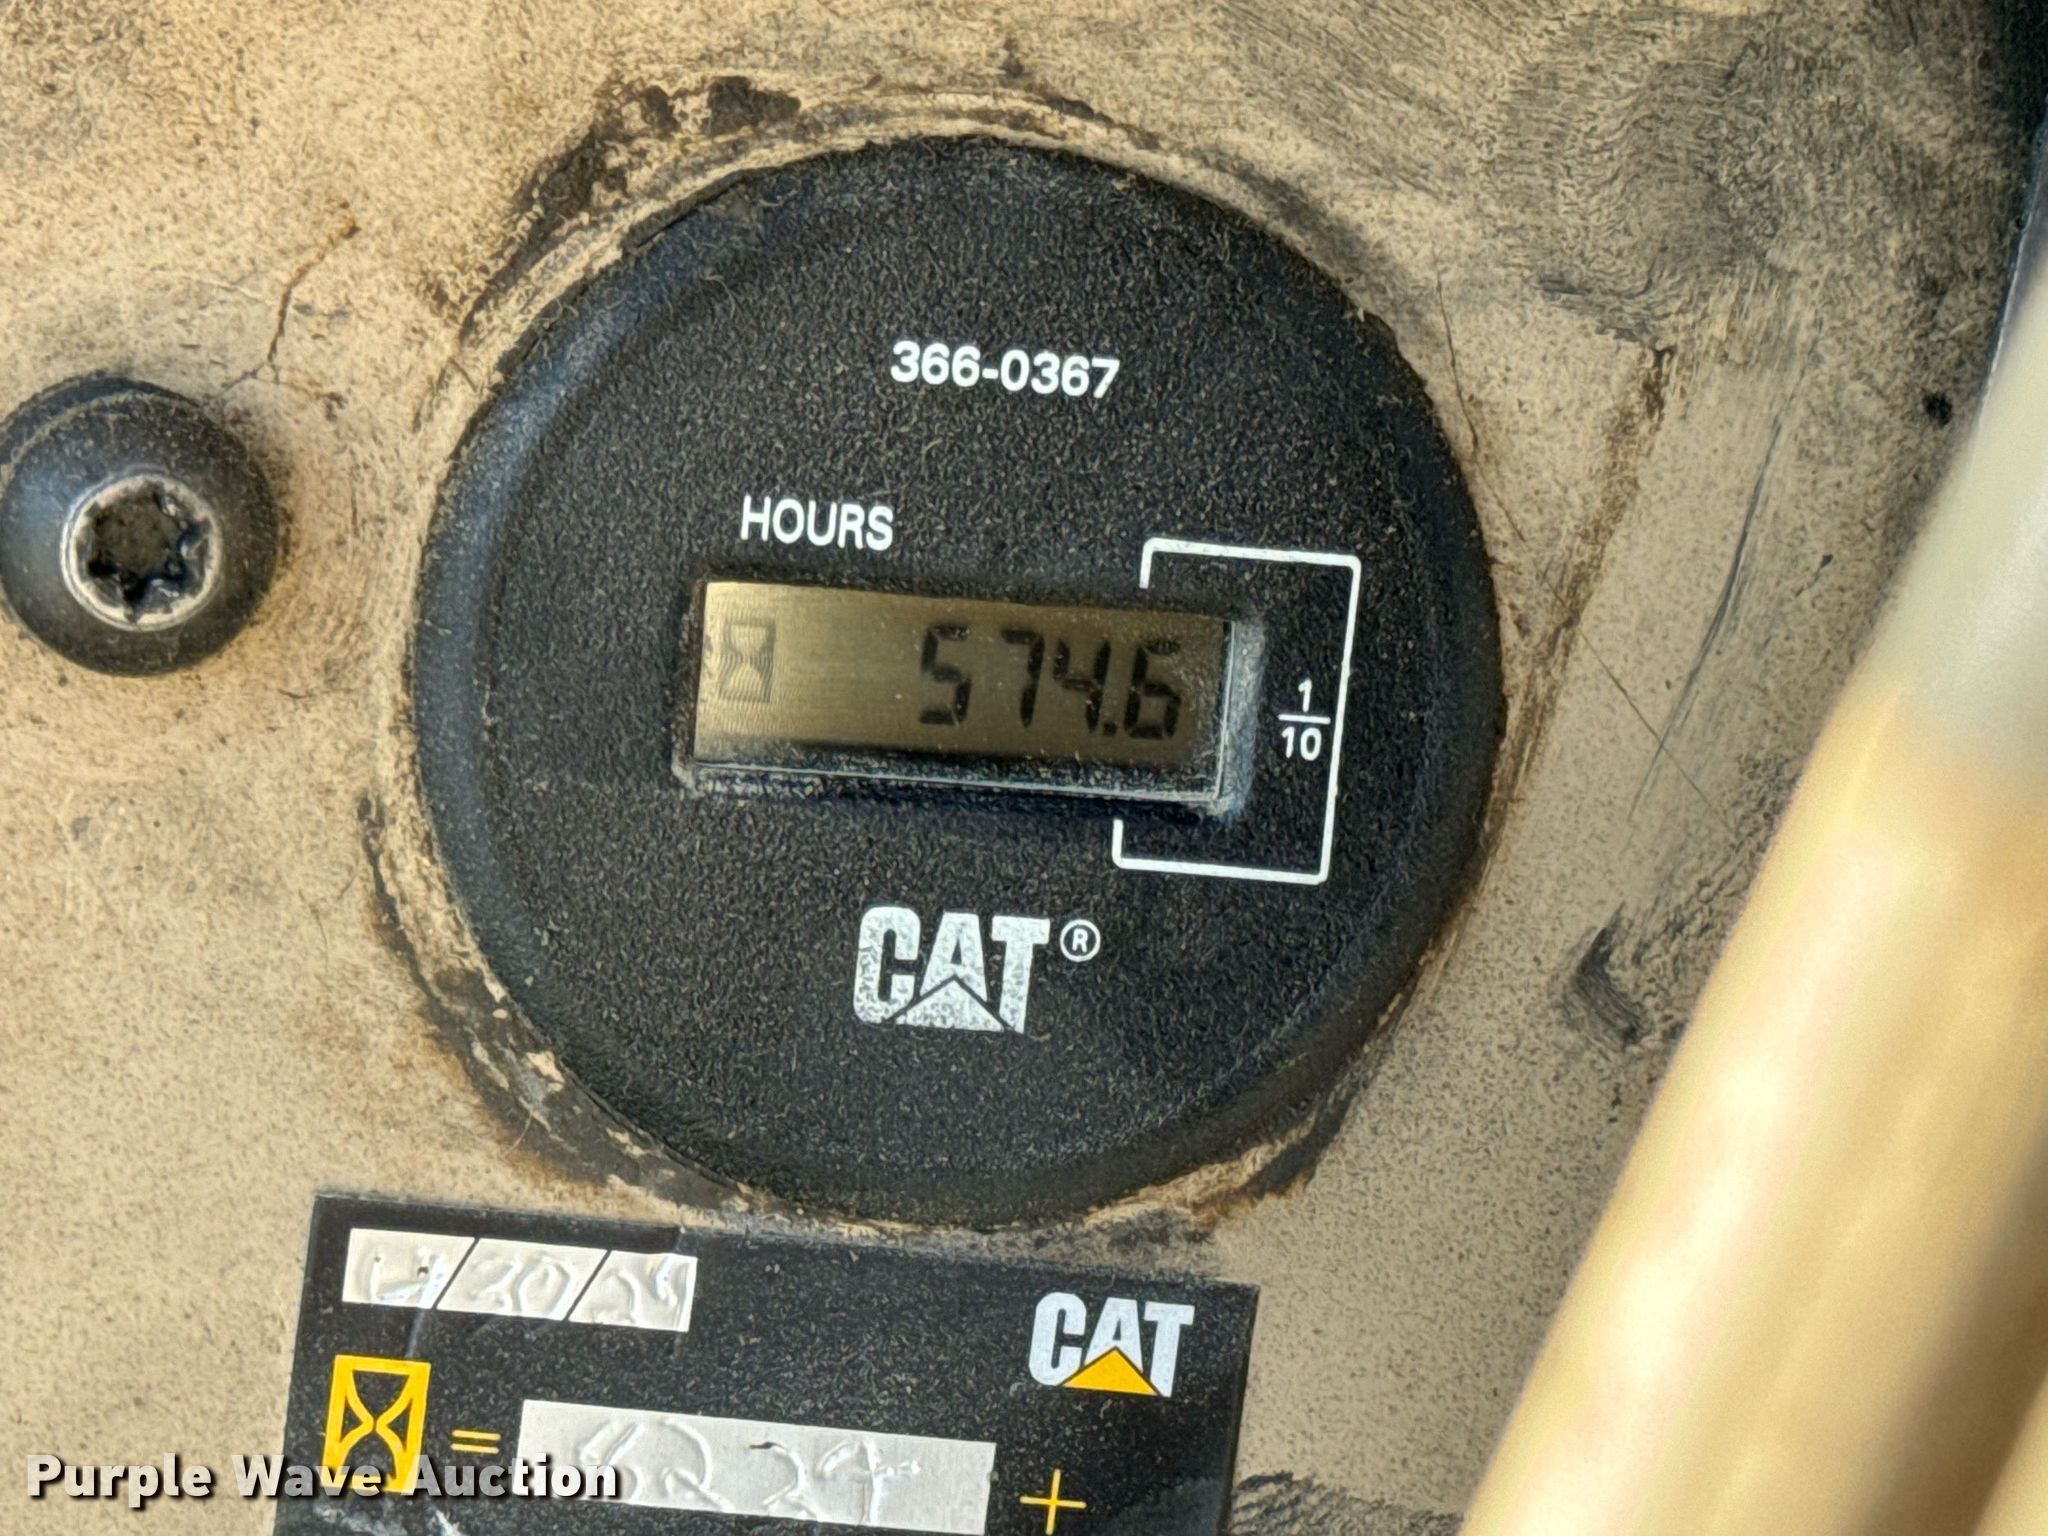 366-0367
HOURS
574.6
1
10
CAT®
CAT
=
+
Purple Wave Auction